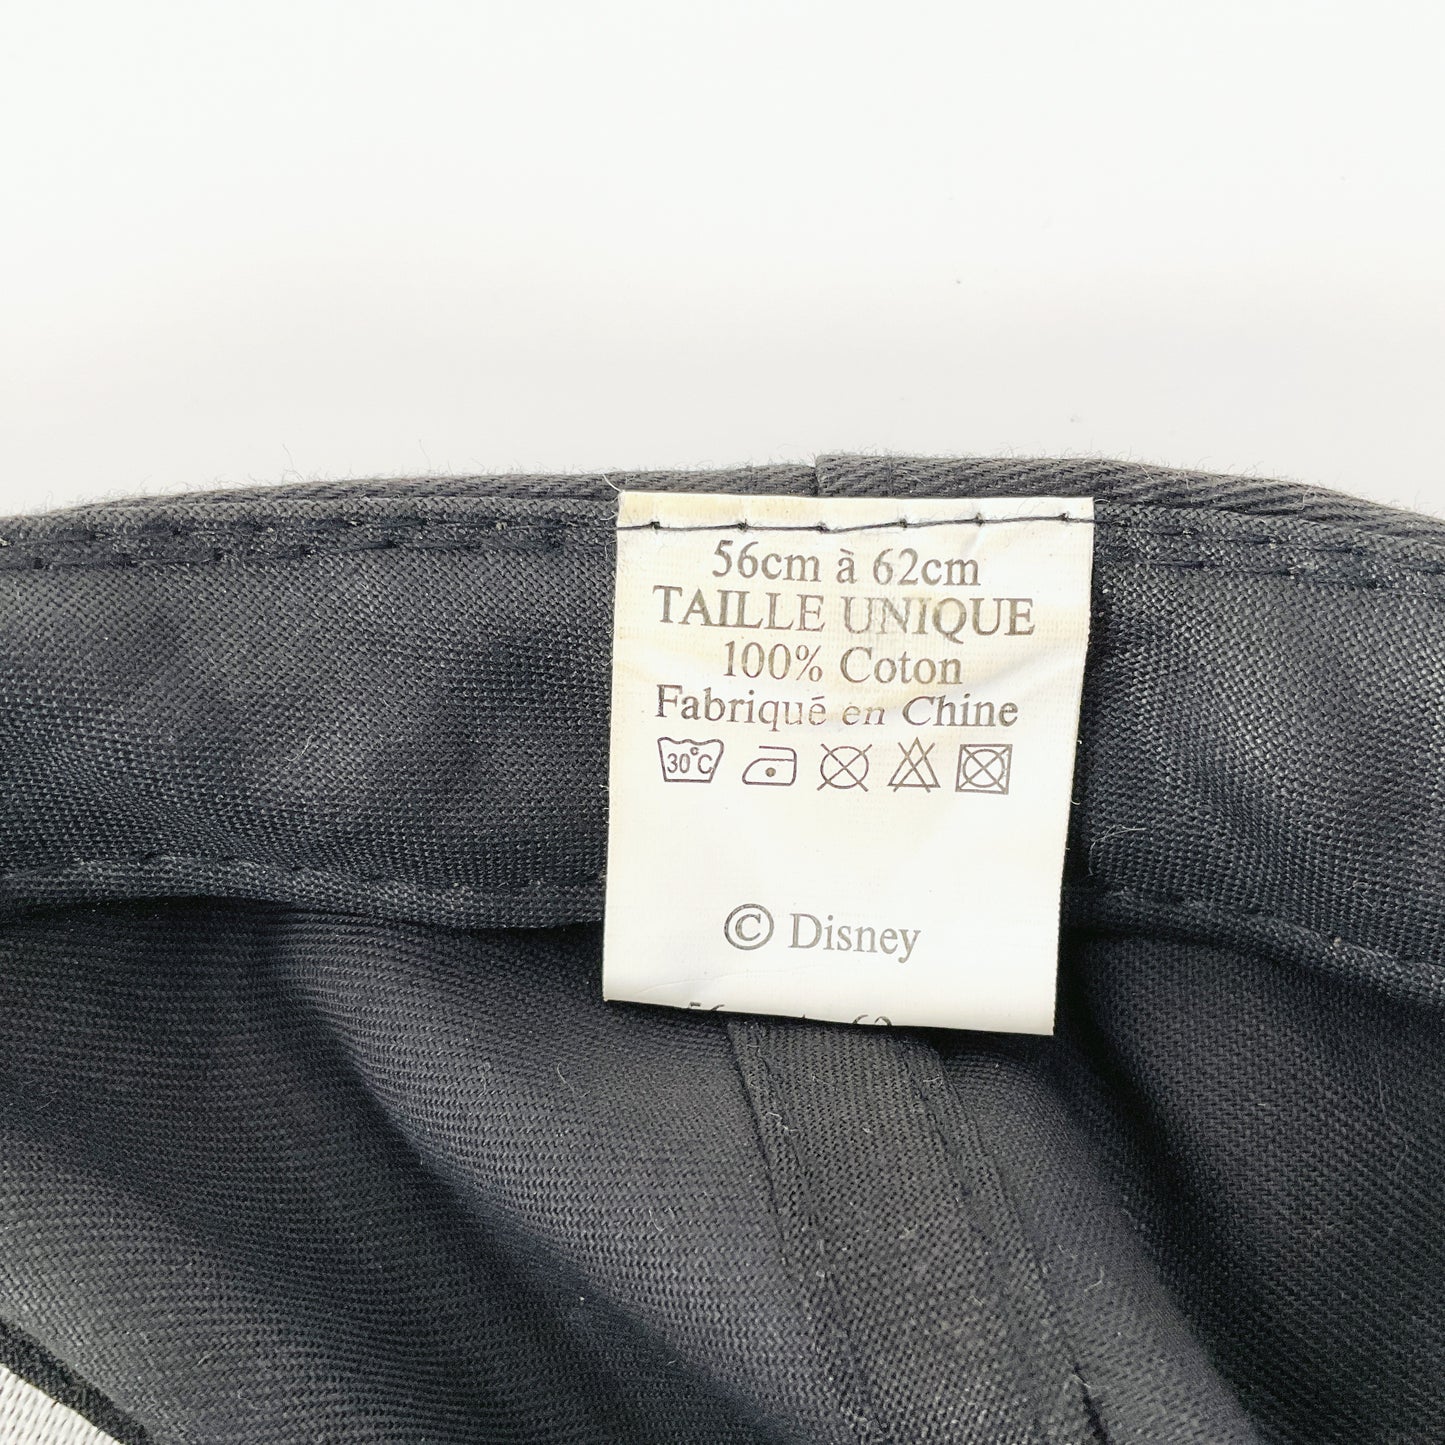 56cm à 62cm
TAILLE UNIQUE
100% Coton
Fabriqué en Chine
30°C
© Disney